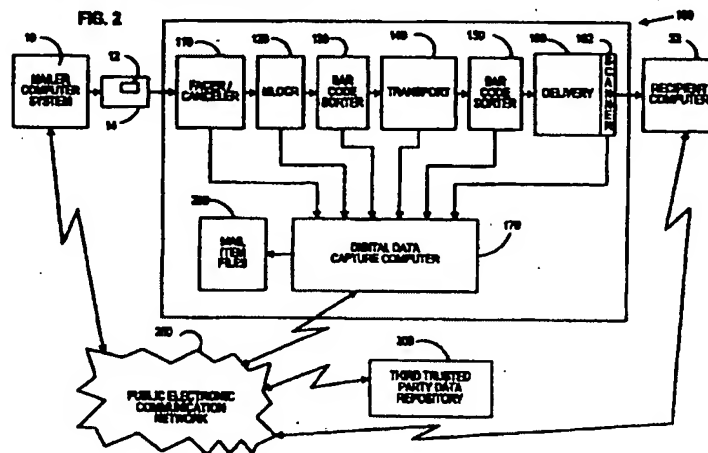 FIG. 2
10
MAILER
COMPUTER
SYSTEM
12
14
110
FACER /
CANCELER
120
MLOCR
130
BAR
CODE
SORTER
140
TRANSPORT
150
BAR
CODE
SORTER
160
DELIVERY
162
SCANNER
100
RECIPIENT
COMPUTER
MAIL
ITEM
FILES
DIGITAL DATA
CAPTURE COMPUTER
170
PUBLIC ELECTRONIC
COMMUNICATION
NETWORK
THIRD TRUSTED
PARTY DATA
REPOSITORY